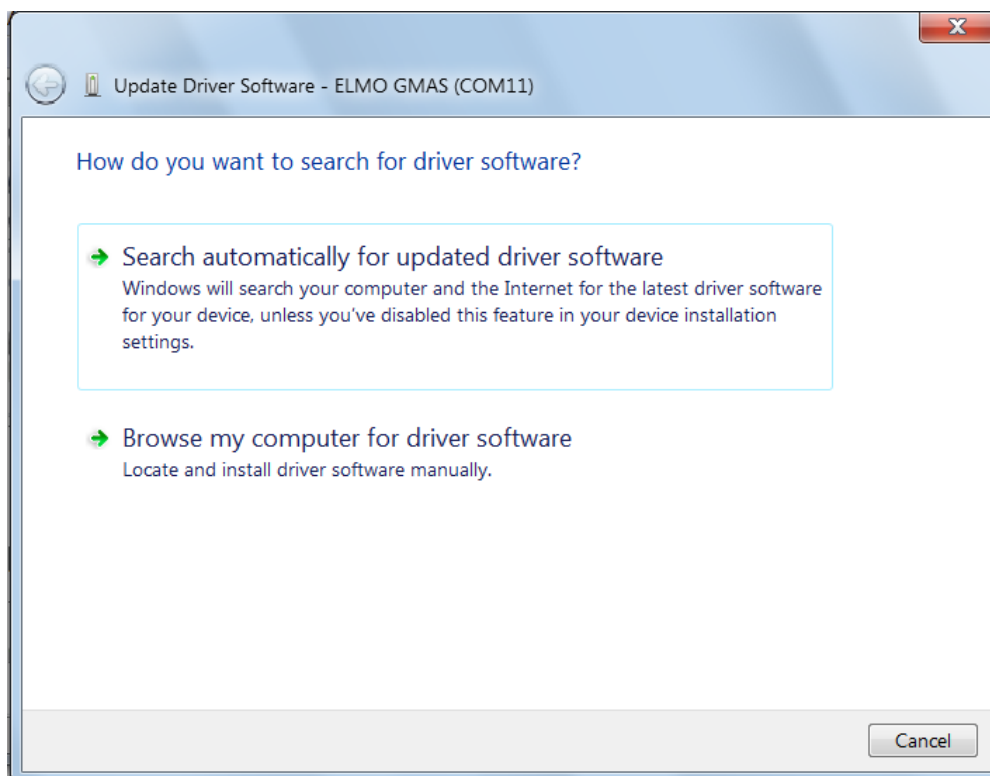 Update Driver Software - ELMO GMAS (COM11)
How do you want to search for driver software?
Search automatically for updated driver software
Windows will search your computer and the Internet for the latest driver software
for your device, unless you've disabled this feature in your device installation
settings.
Browse my computer for driver software
Locate and install driver software manually.
Cancel